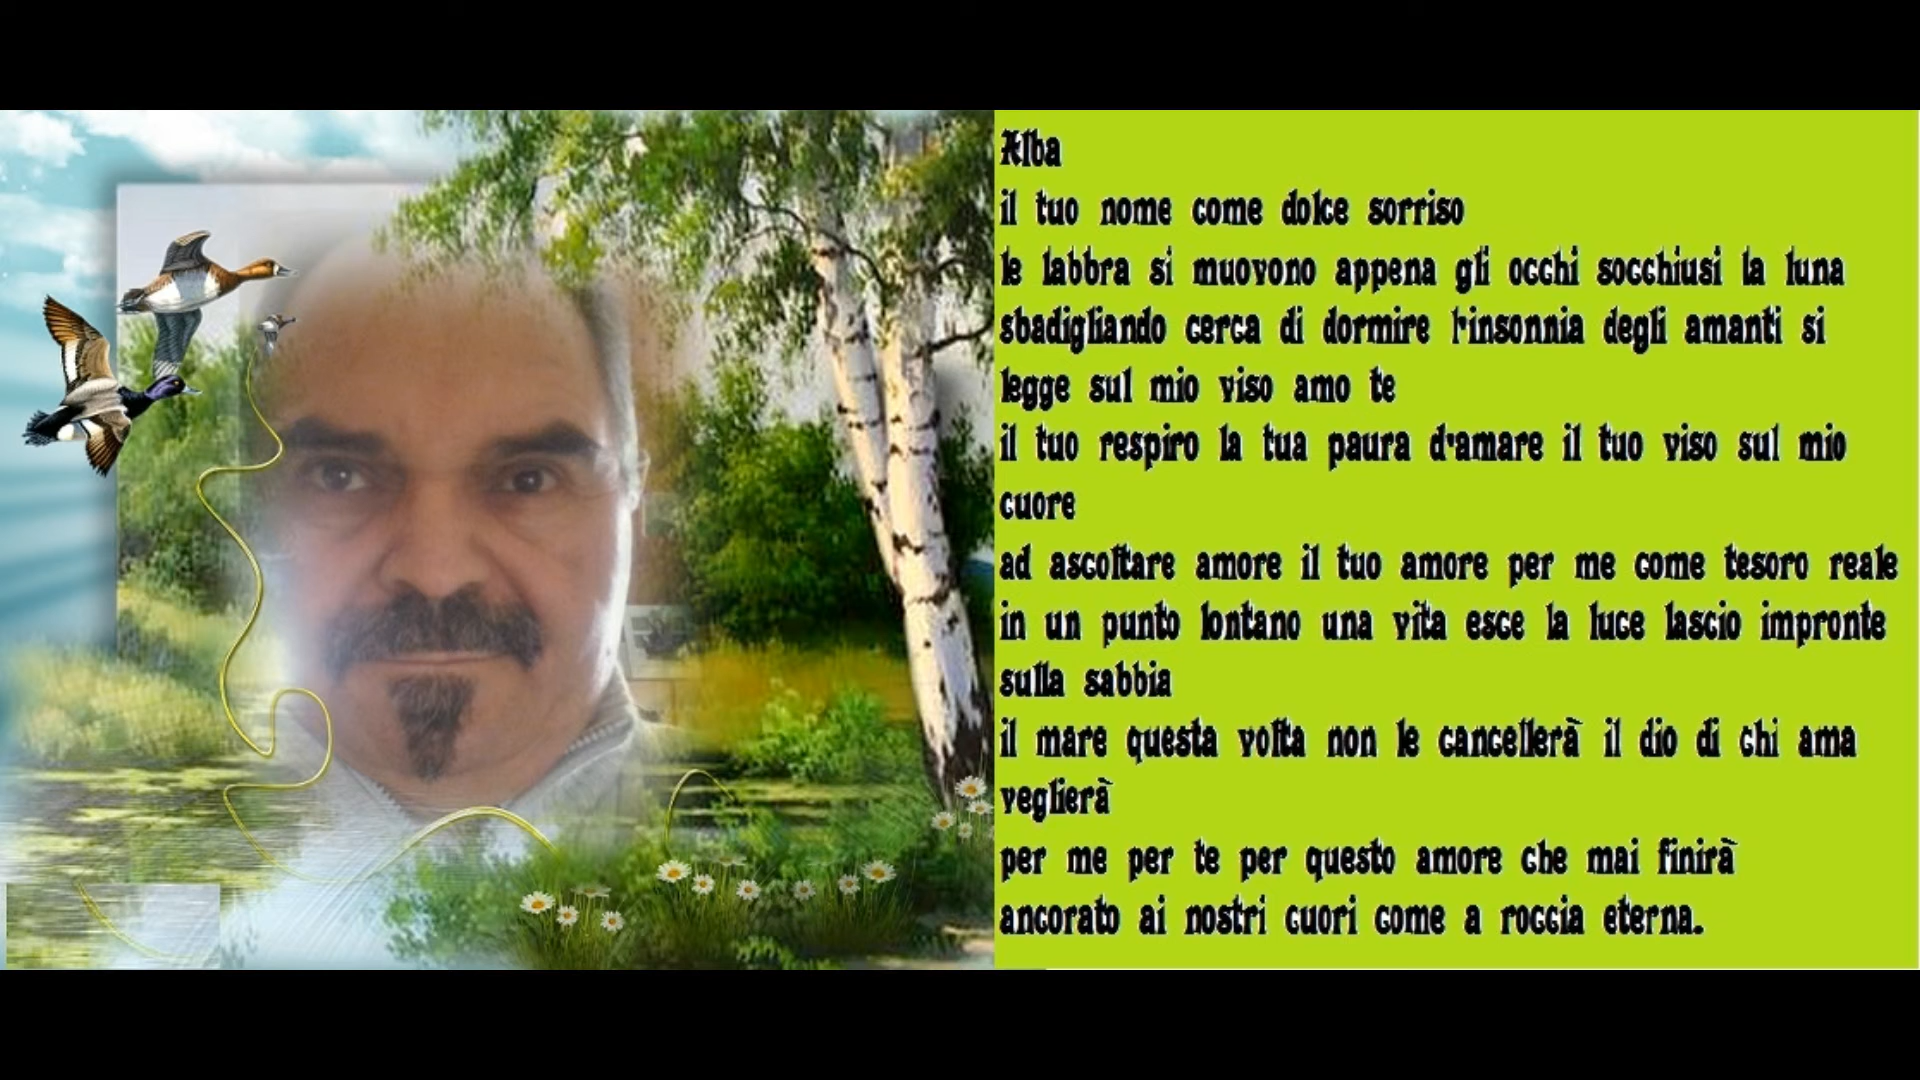 Alba
il tuo nome come dolce sorriso
le labbra si muovono appena gli occhi socchiusi la luna
sbadigliando cerca di dormire l'insonnia degli amanti si
legge sul mio viso amo te
il tuo respiro la tua paura d'amare il tuo viso sul mio
cuore
ad ascoltare amore il tuo amore per me come tesoro reale
in un punto lontano una vita esce la luce lascio impronte
sulla sabbia
il mare questa volta non le cancellerà il dio di chi ama
veglierà
per me per te per questo amore che mai finirà
ancorato ai nostri cuori come a roccia eterna.